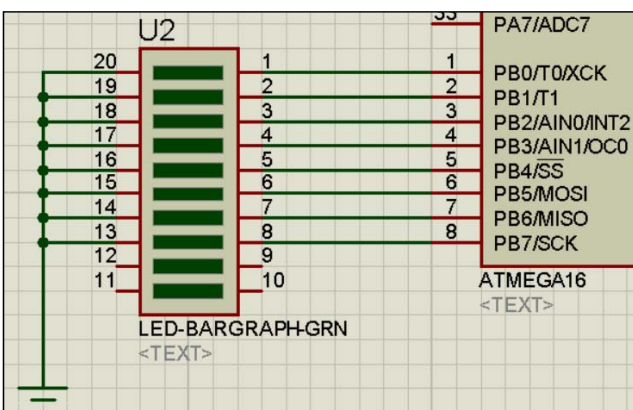 33
PA7/ADC7
U2
20 1 1 PB0/T0/XCK
19 2 2 PB1/T1
18 3 3 PB2/AIN0/INT2
17 4 4 PB3/AIN1/OC0
16 5 5 PB4/SS
15 6 6 PB5/MOSI
14 7 7 PB6/MISO
13 8 8 PB7/SCK
12 9
11 10
ATMEGA16
<TEXT>
LED-BARGRAPH-GRN
<TEXT>